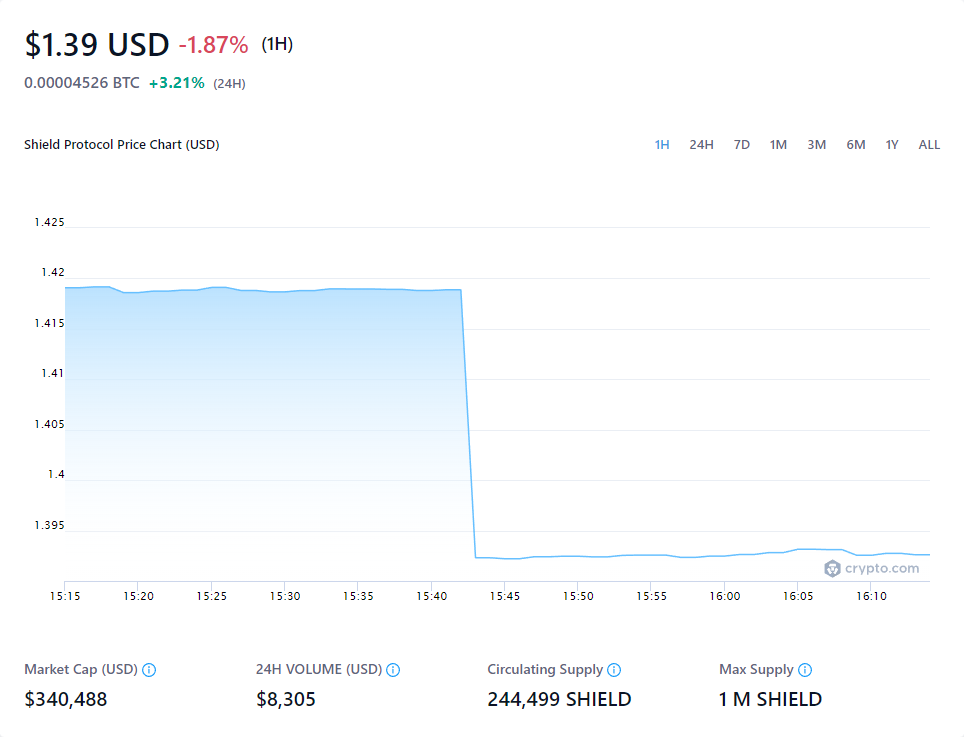 $1.39 USD -1.87% (1H)
0.00004526 BTC +3.21% (24H)
Shield Protocol Price Chart (USD) 1H 24H 7D 1M 3M 6M 1Y ALL
1.425
1.42
1.415
1.41
1.405
1.4
1.395
crypto.com
15:15 15:20 15:25 15:30 15:35 15:40 15:45 15:50 15:55 16:00 16:05 16:10
Market Cap (USD) 24H VOLUME (USD) Circulating Supply Max Supply
$340,488 $8,305 244,499 SHIELD 1 M SHIELD